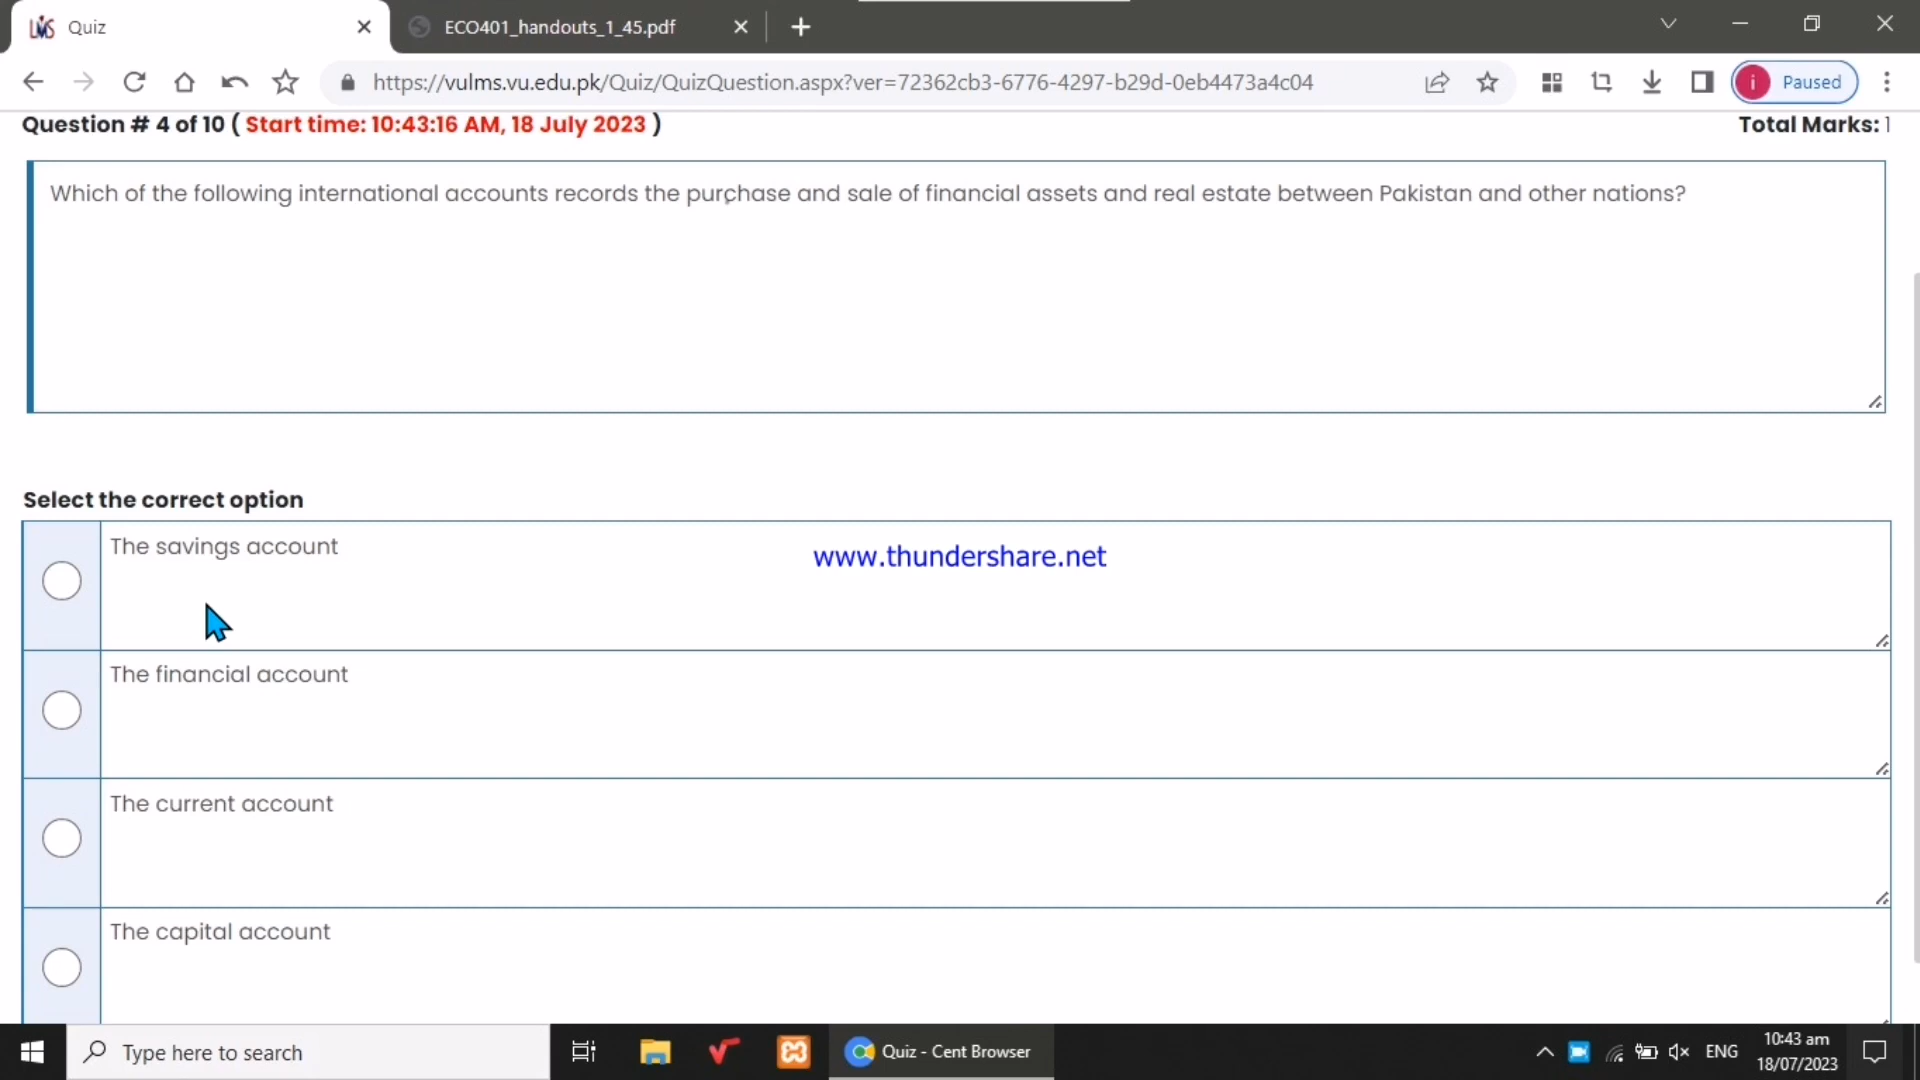 Quiz
ECO401_handouts_1_45.pdf
https://vulms.vu.edu.pk/Quiz/QuizQuestion.aspx?ver=72362cb3-6776-4297-b29d-0eb4473a4c04
i Paused
Question # 4 of 10 ( Start time: 10:43:16 AM, 18 July 2023 )
Total Marks: 1
Which of the following international accounts records the purchase and sale of financial assets and real estate between Pakistan and other nations?
Select the correct option
The savings account
www.thundershare.net
The financial account
The current account
The capital account
Type here to search
Quiz - Cent Browser
ENG
10:43 am
18/07/2023